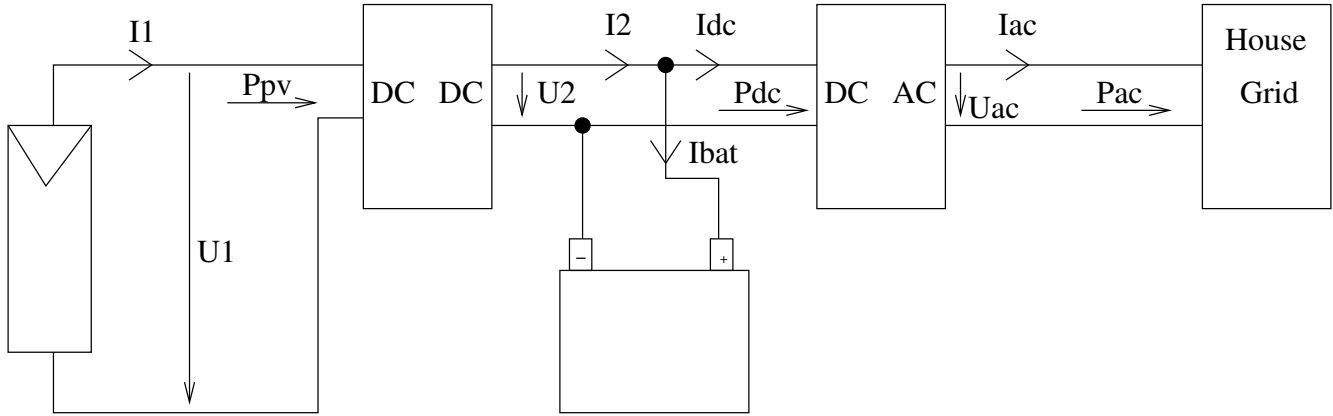 I1
I2
Idc
Iac
House
Grid
Ppv
DC DC
U2
Pdc
DC AC
Uac
Pac
Ibat
U1
− +